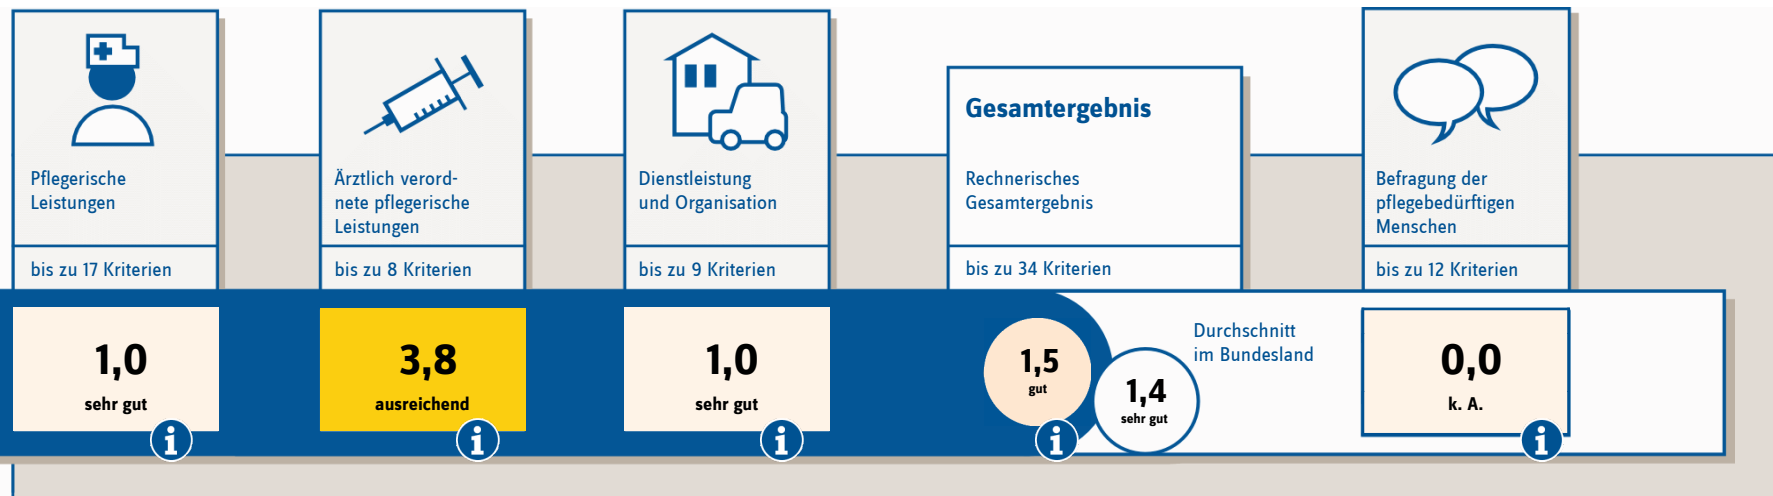 Pflegerische
Leistungen
bis zu 17 Kriterien
1,0
sehr gut
i
Ärztlich verord-
nete pflegerische
Leistungen
bis zu 8 Kriterien
3,8
ausreichend
i
Dienstleistung
und Organisation
bis zu 9 Kriterien
1,0
sehr gut
i
Gesamtergebnis
Rechnerisches
Gesamtergebnis
bis zu 34 Kriterien
1,5
gut
i
Durchschnitt
im Bundesland
1,4
sehr gut
Befragung der
pflegebedürftigen
Menschen
bis zu 12 Kriterien
0,0
k. A.
i